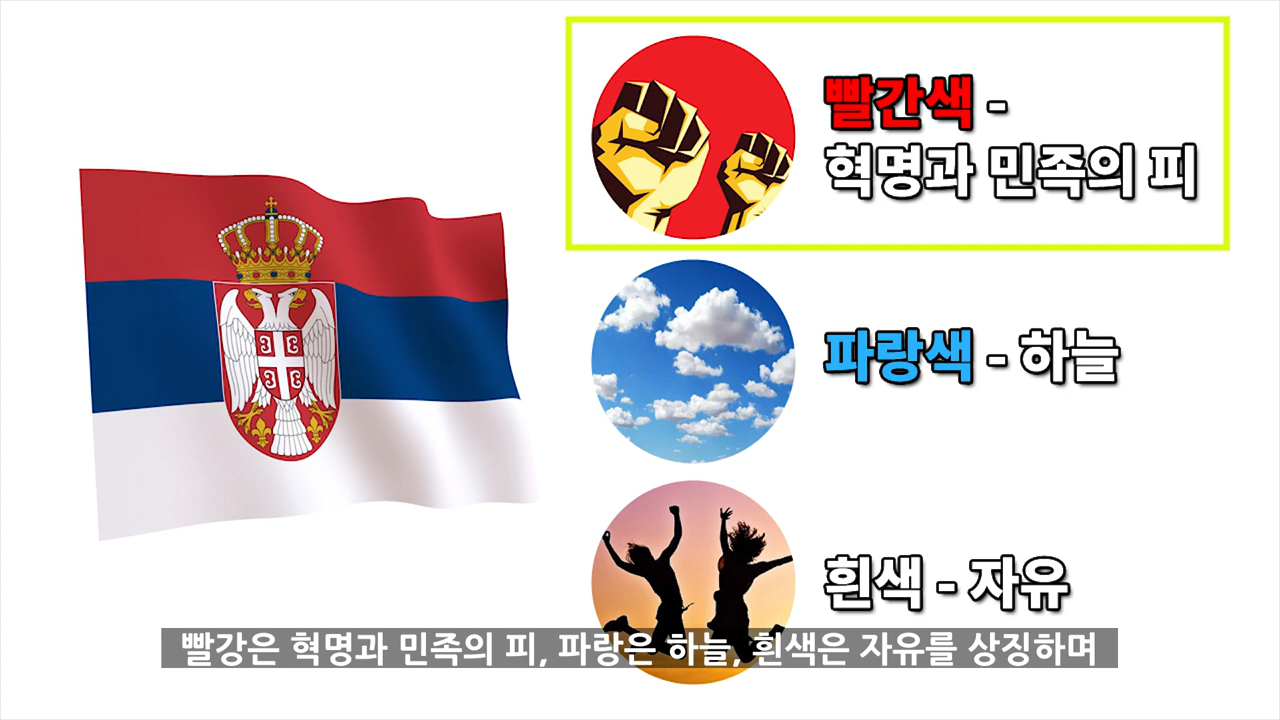 빨간색 -
혁명과 민족의 피
파랑색 - 하늘
흰색 - 자유
빨강은 혁명과 민족의 피, 파랑은 하늘, 흰색은 자유를 상징하며